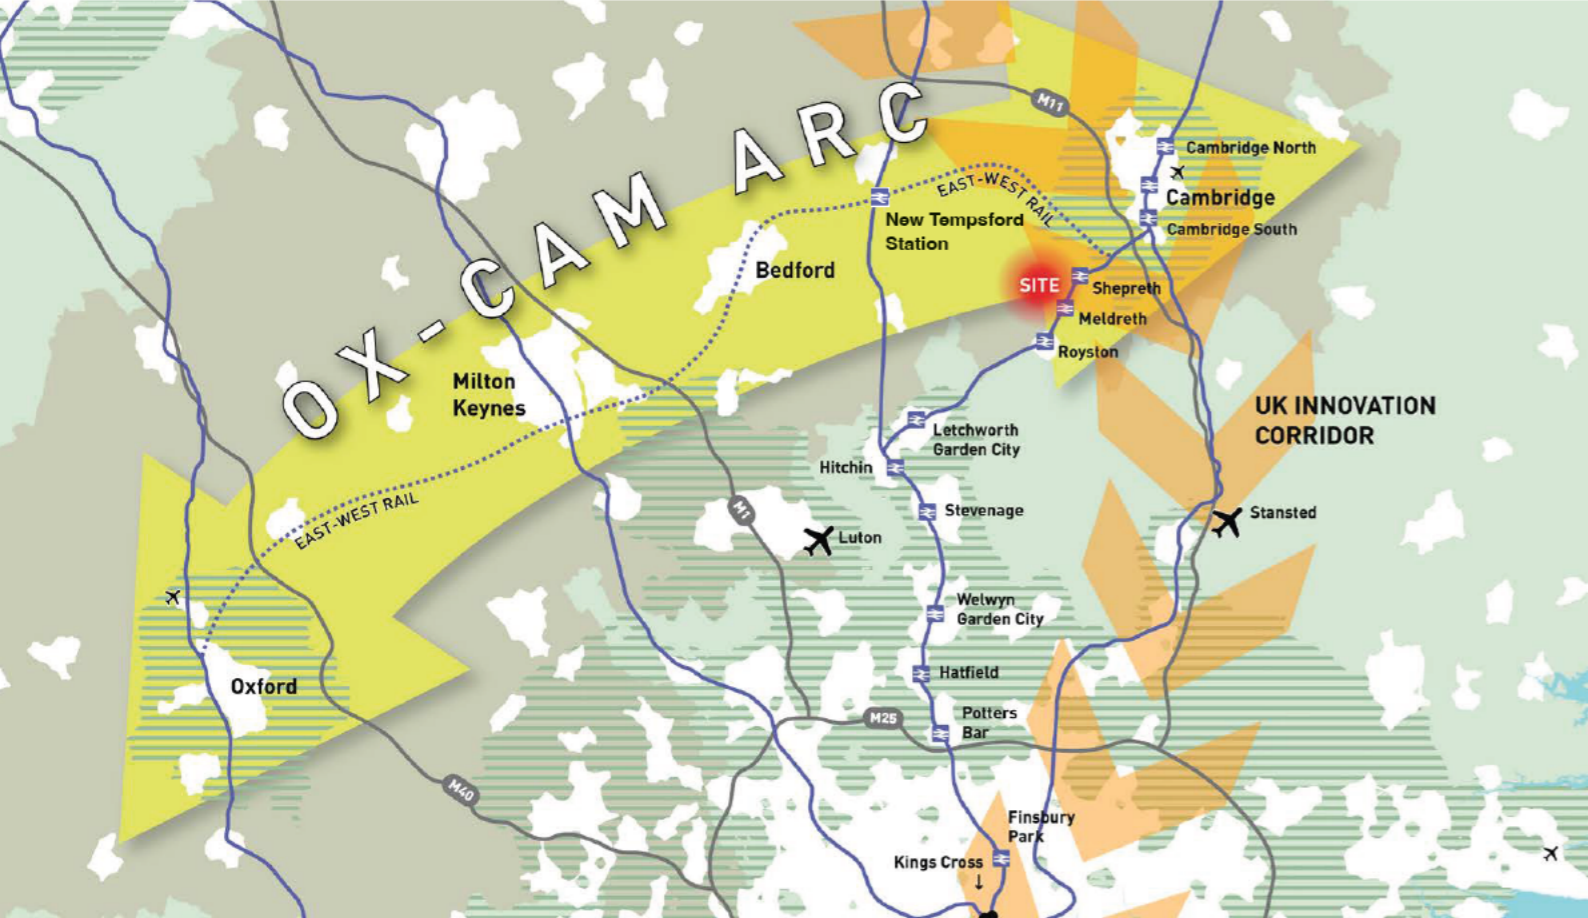 OX-CAM ARC
M11
Cambridge North
EAST-WEST RAIL
Cambridge
New Tempsford
Station
Cambridge South
Bedford
SITE
Shepreth
Meldreth
Royston
Milton
Keynes
UK INNOVATION
CORRIDOR
Letchworth
Garden City
Hitchin
EAST-WEST RAIL
M1
Stevenage
Stansted
Luton
Welwyn
Garden City
Oxford
Hatfield
M25
Potters
Bar
M40
Finsbury
Park
Kings Cross
↓